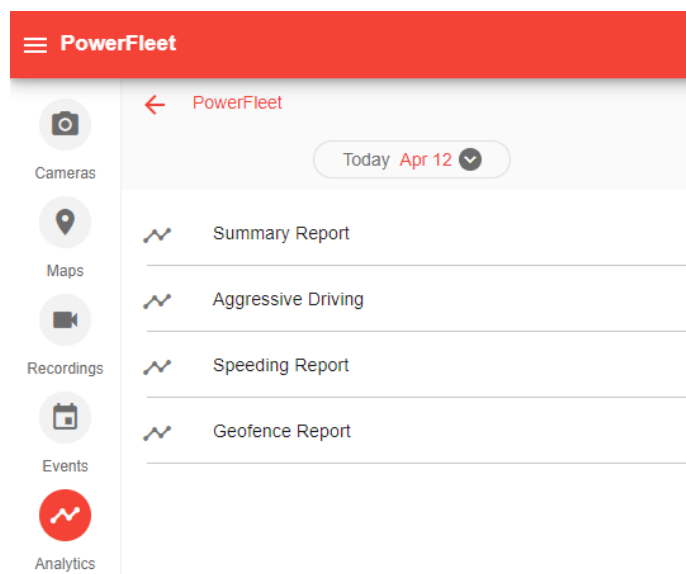 PowerFleet
PowerFleet
Today Apr 12
Cameras
Maps
Recordings
Events
Analytics
Summary Report
Aggressive Driving
Speeding Report
Geofence Report